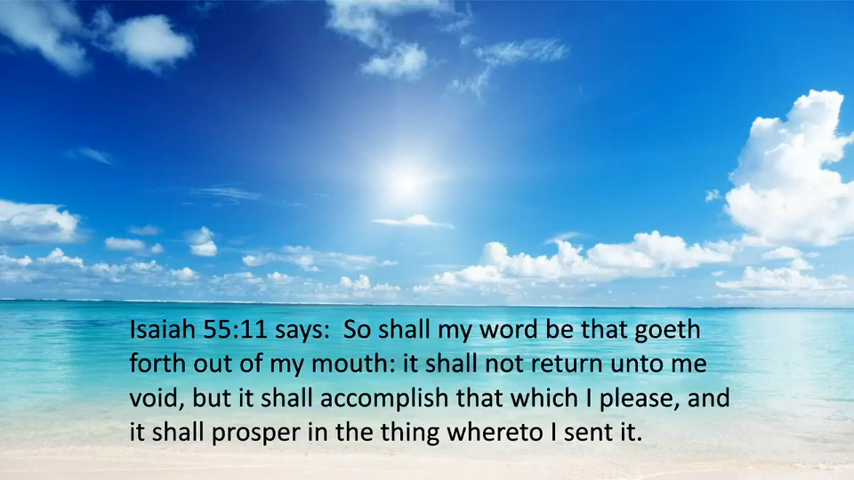 Isaiah 55:11 says:  So shall my word be that goeth
forth out of my mouth: it shall not return unto me
void, but it shall accomplish that which I please, and
it shall prosper in the thing whereto I sent it.